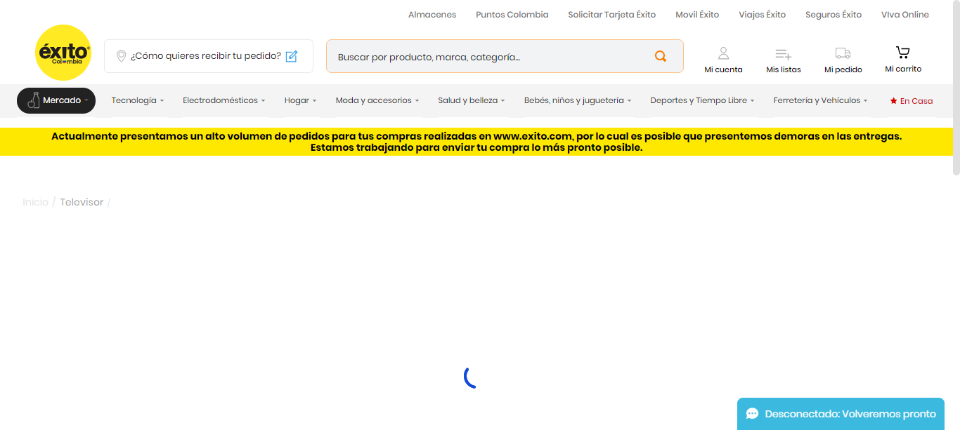 Almacenes Puntos Colombia Solicitar Tarjeta Éxito Movil Éxito Viajes Éxito Seguros Éxito VIva Online
éxito
Colombia
¿Cómo quieres recibir tu pedido?
Buscar por producto, marca, categoría...
Mi cuenta Mis listas Mi pedido Mi carrito
Mercado Tecnología Electrodomésticos Hogar Moda y accesorios Salud y belleza Bebés, niños y juguetería Deportes y Tiempo Libre Ferretería y Vehículos En Casa
Actualmente presentamos un alto volumen de pedidos para tus compras realizadas en www.exito.com, por lo cual es posible que presentemos demoras en las entregas.
Estamos trabajando para enviar tu compra lo más pronto posible.
Inicio / Televisor /
Desconectado: Volveremos pronto